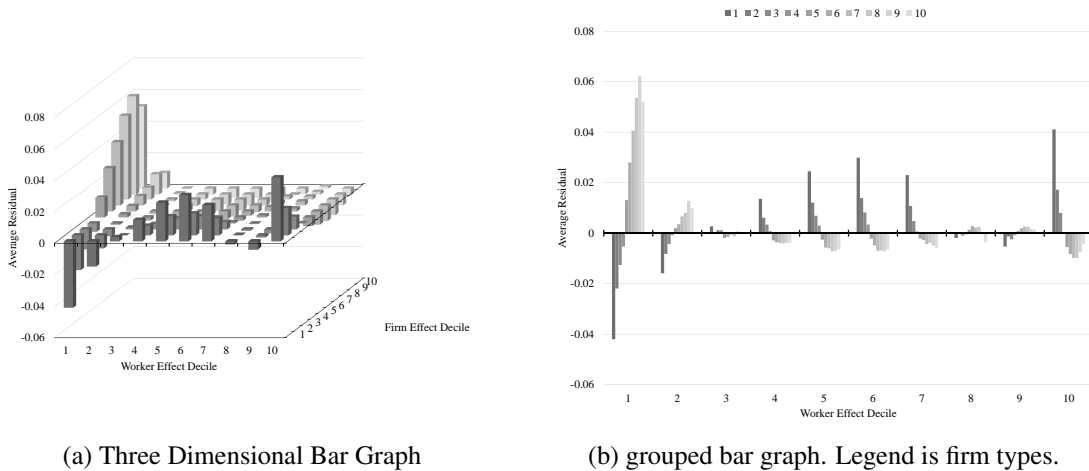 0.08
0.06
0.04
0.02
0
-0.02
-0.04
-0.06
Average Residual
1 2 3 4 5 6 7 8 9 10
Worker Effect Decile
1 2 3 4 5 6 7 8 9 10
Firm Effect Decile
(a) Three Dimensional Bar Graph
1 2 3 4 5 6 7 8 9 10
0.08
0.06
0.04
0.02
0
-0.02
-0.04
-0.06
Average Residual
1 2 3 4 5 6 7 8 9 10
Worker Effect Decile
(b) grouped bar graph. Legend is firm types.